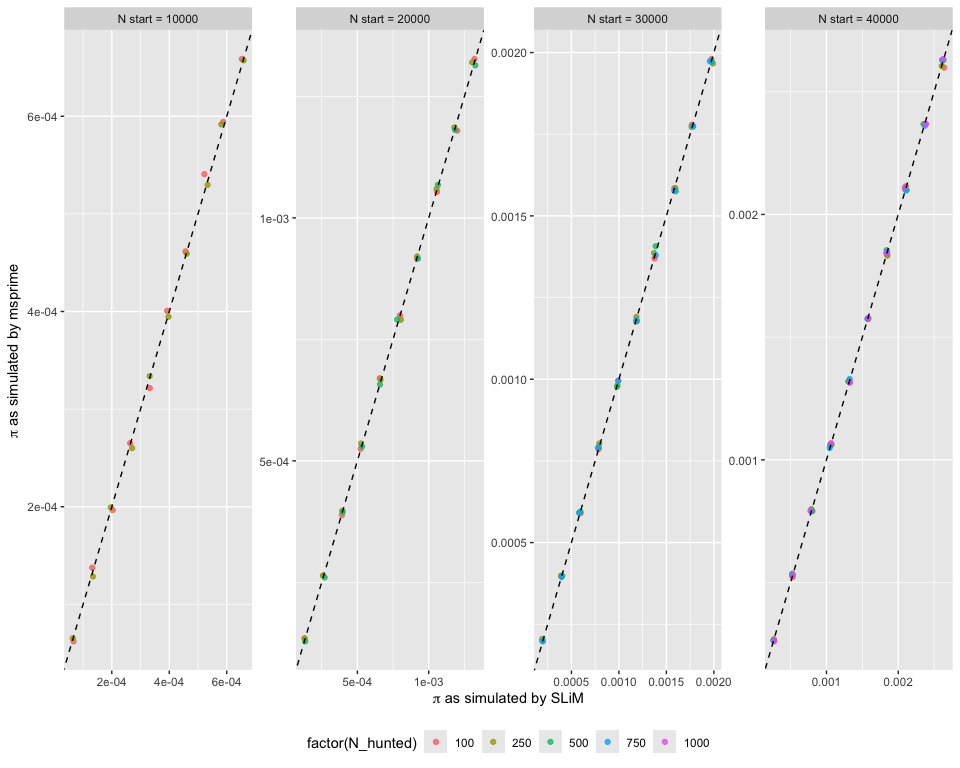 N start = 10000
N start = 20000
N start = 30000
N start = 40000
π as simulated by msprime
6e-04
4e-04
2e-04
1e-03
5e-04
0.0020
0.0015
0.0010
0.0005
0.002
0.001
2e-04 4e-04 6e-04
5e-04 1e-03
0.0005 0.0010 0.0015 0.0020
0.001 0.002
π as simulated by SLiM
factor(N_hunted) 100 250 500 750 1000